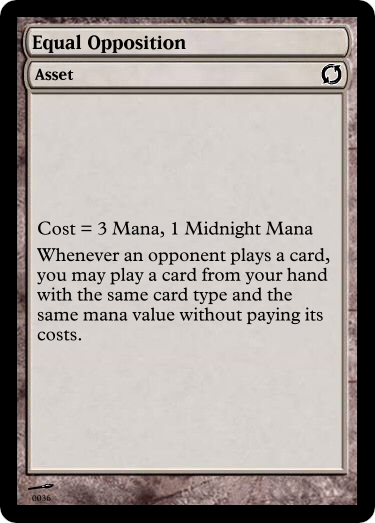 Equal Opposition
Asset
Cost = 3 Mana, 1 Midnight Mana
Whenever an opponent plays a card,
you may play a card from your hand
with the same card type and the
same mana value without paying its
costs.
0036